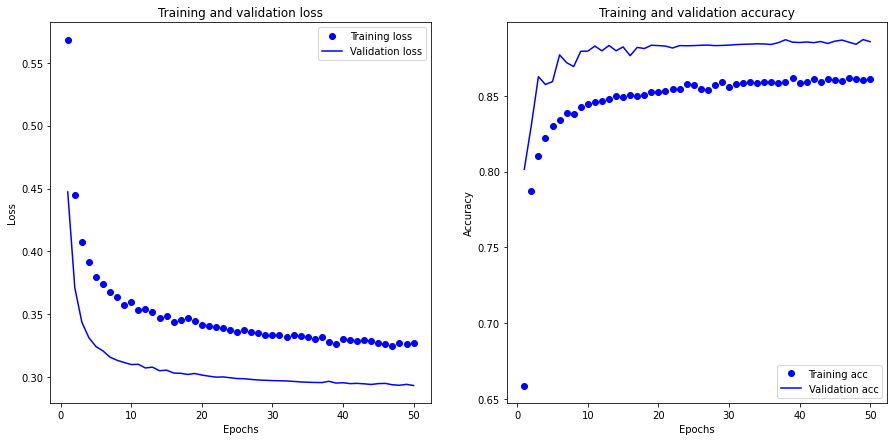 Training and validation loss
Training loss
Validation loss
0.55
0.50
0.45
0.40
0.35
0.30
Loss
0
10
20
30
40
50
Epochs
Training and validation accuracy
0.85
0.80
0.75
0.70
0.65
Accuracy
Training acc
Validation acc
0
10
20
30
40
50
Epochs